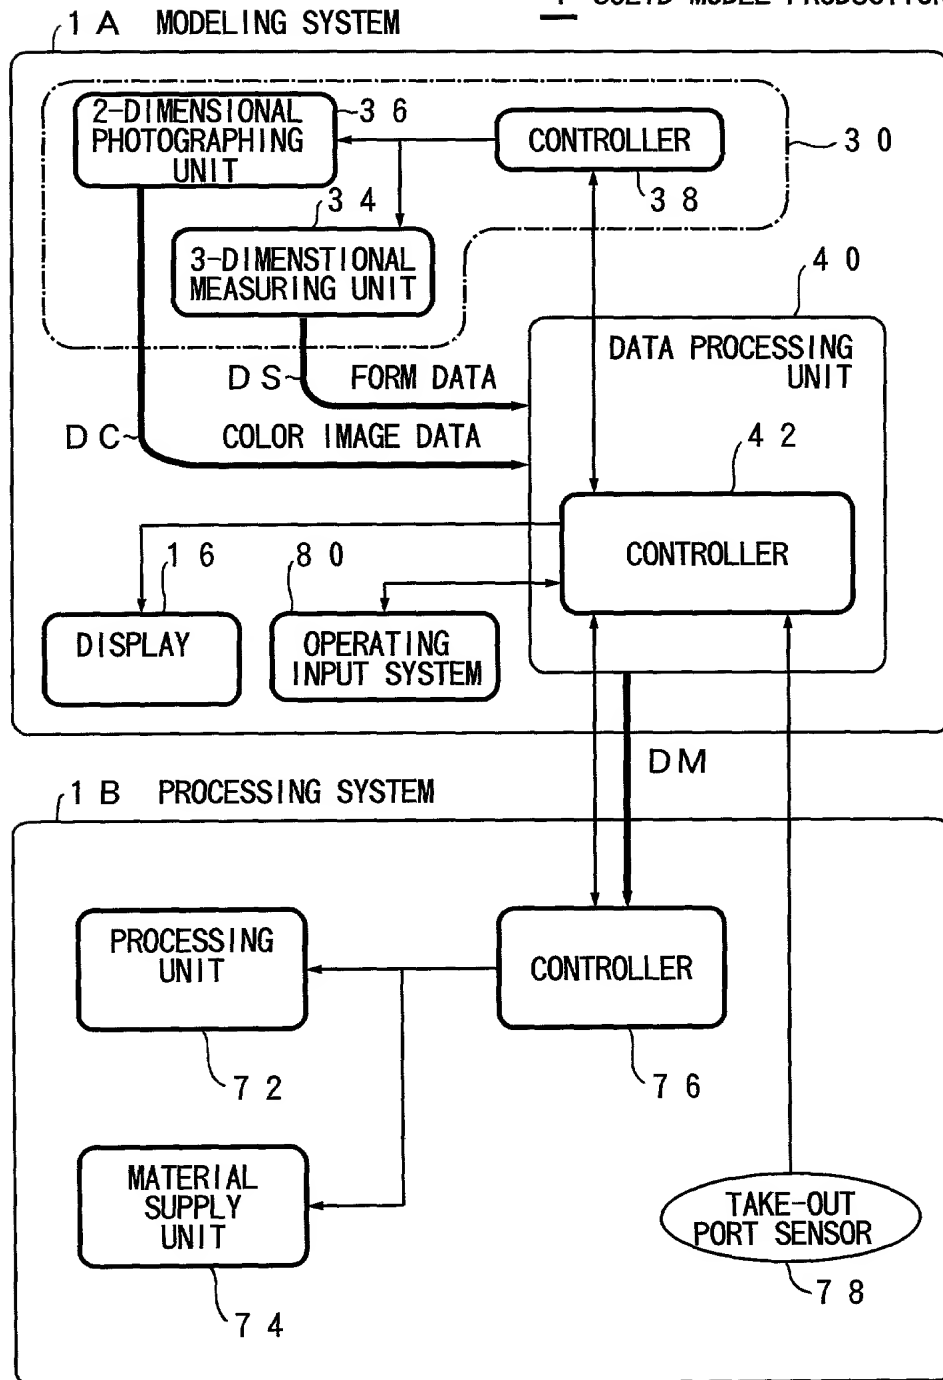 1 SOLID MODEL PRODUCTION
1 A MODELING SYSTEM
2-DIMENSIONAL
PHOTOGRAPHING
UNIT
3 6
CONTROLLER
3 8
3 0
3 4
3-DIMENSTIONAL
MEASURING UNIT
4 0
DATA PROCESSING
UNIT
D S
FORM DATA
D C
COLOR IMAGE DATA
4 2
CONTROLLER
1 6
DISPLAY
8 0
OPERATING
INPUT SYSTEM
D M
1 B PROCESSING SYSTEM
PROCESSING
UNIT
7 2
CONTROLLER
7 6
MATERIAL
SUPPLY
UNIT
7 4
TAKE-OUT
PORT SENSOR
7 8